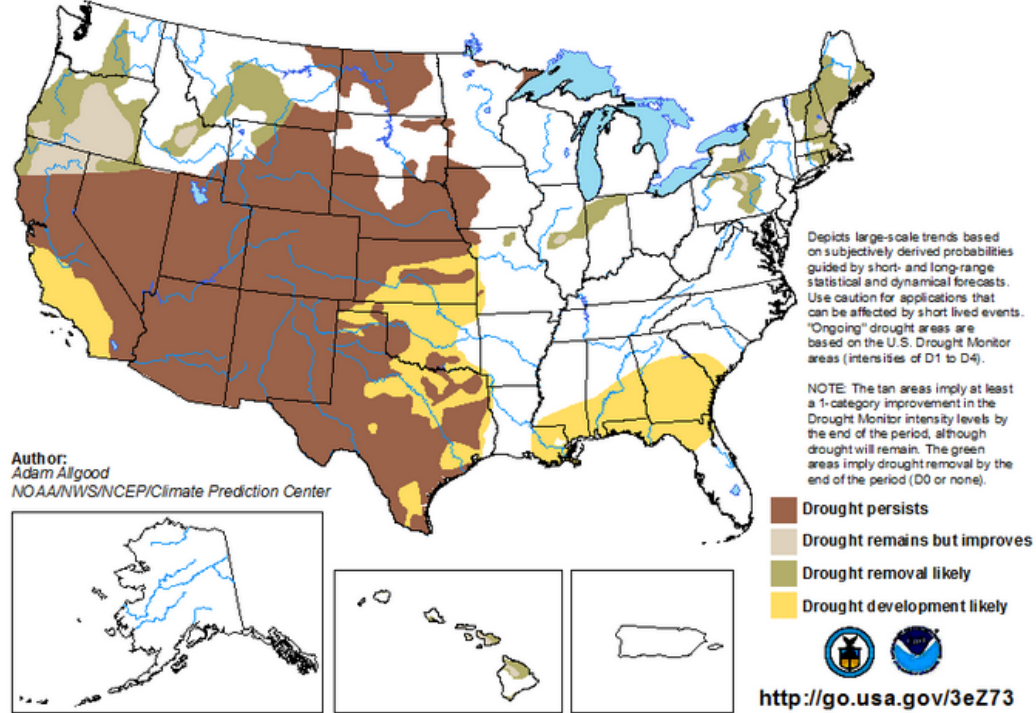 Depicts large-scale trends based
on subjectively derived probabilities
guided by short- and long-range
statistical and dynamical forecasts.
Use caution for applications that
can be affected by short lived events.
"Ongoing" drought areas are
based on the U.S. Drought Monitor
areas (intensities of D1 to D4).
NOTE: The tan areas imply at least
a 1-category improvement in the
Drought Monitor intensity levels by
the end of the period, although
drought will remain. The green
areas imply drought removal by the
end of the period (D0 or none).
Author:
Adam Allgood
NOAA/NWS/NCEP/Climate Prediction Center
Drought persists
Drought remains but improves
Drought removal likely
Drought development likely
http://go.usa.gov/3eZ73